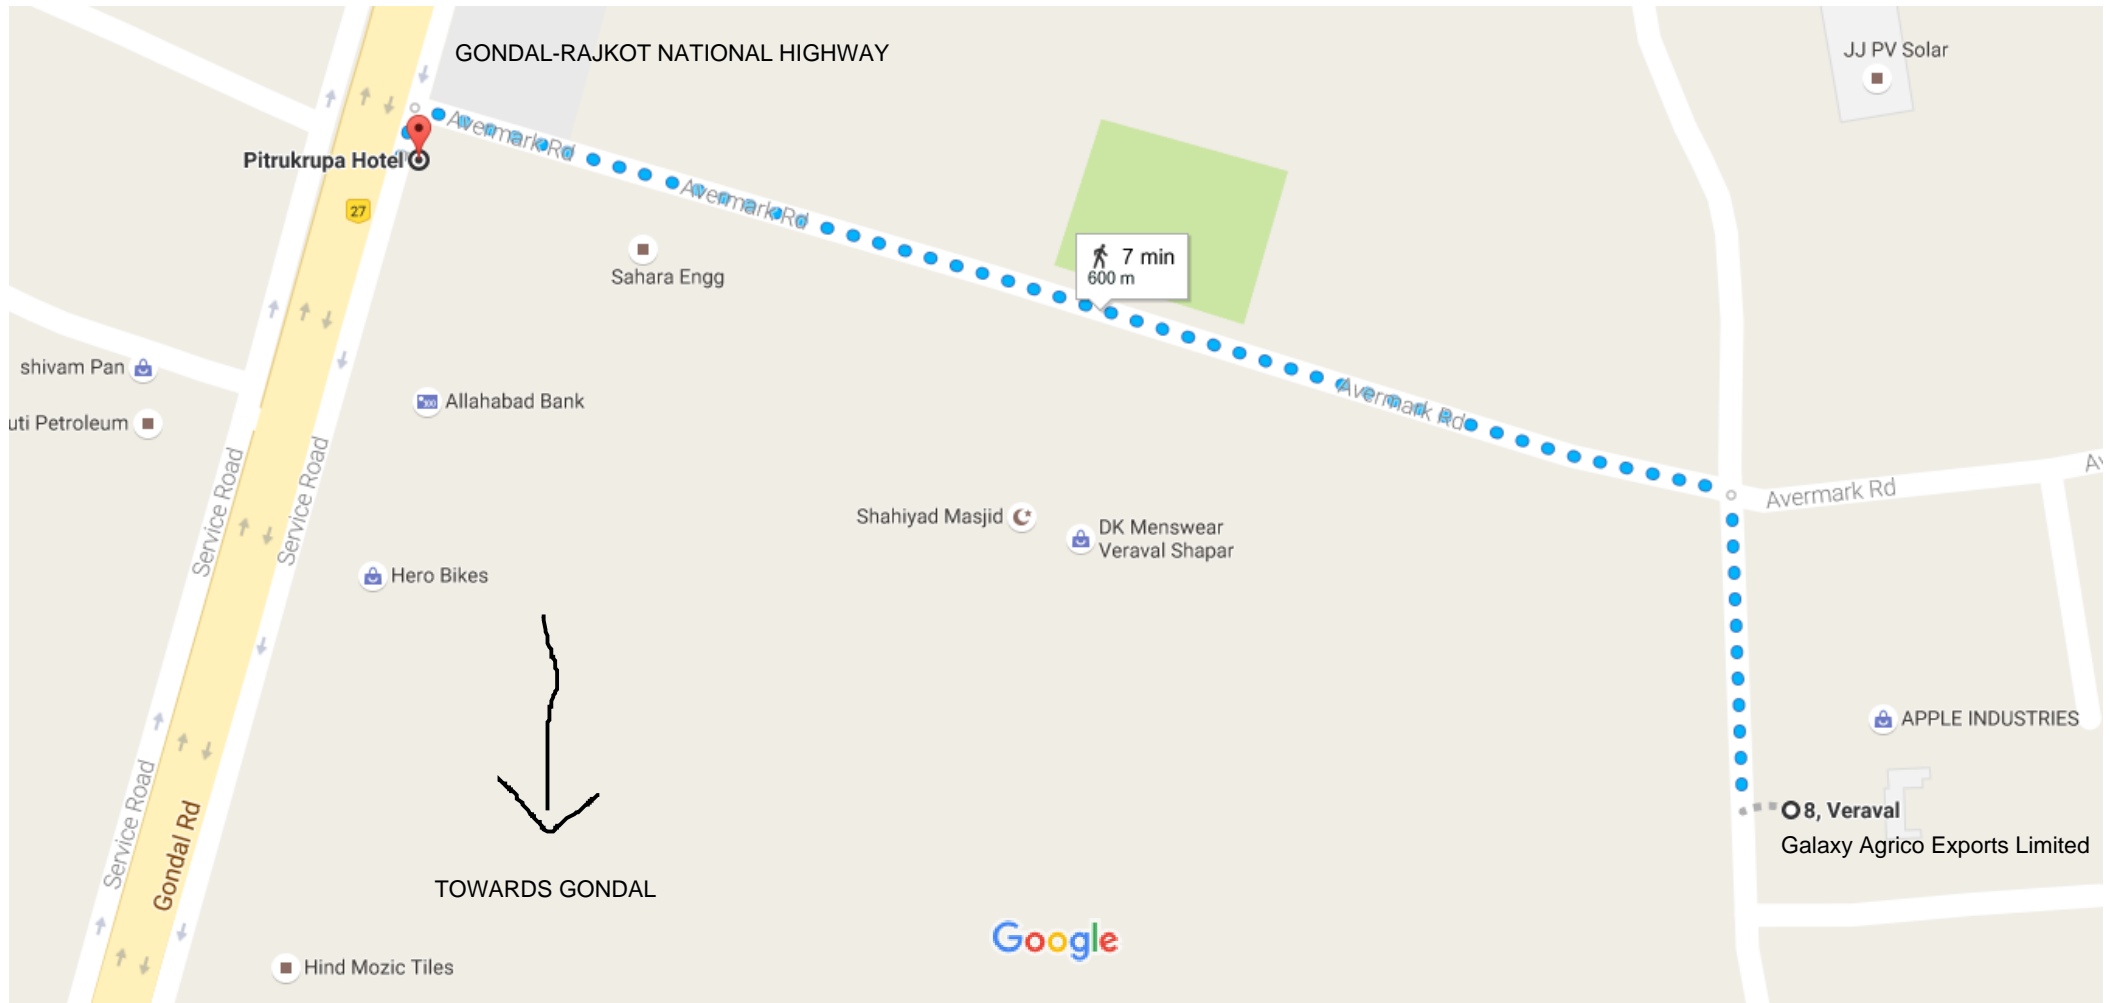 GONDAL-RAJKOT NATIONAL HIGHWAY
JJ PV Solar
Avermark Rd
Pitrukrupa Hotel
Avermark Rd
27
Sahara Engg
7 min
600 m
shivam Pan
Allahabad Bank
Avermark Rd
uti Petroleum
Service Road
Service Road
Avermark Rd
Av
Shahiyad Masjid
DK Menswear
Veraval Shapar
Hero Bikes
APPLE INDUSTRIES
Service Road
Gondal Rd
8, Veraval
Galaxy Agrico Exports Limited
TOWARDS GONDAL
Google
Hind Mozic Tiles